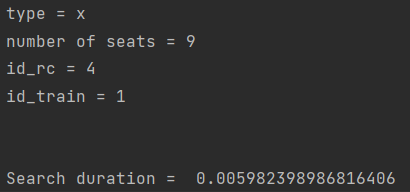 type = x
number of seats = 9
id_rc = 4
id_train = 1
Search duration =  0.005982398986816406